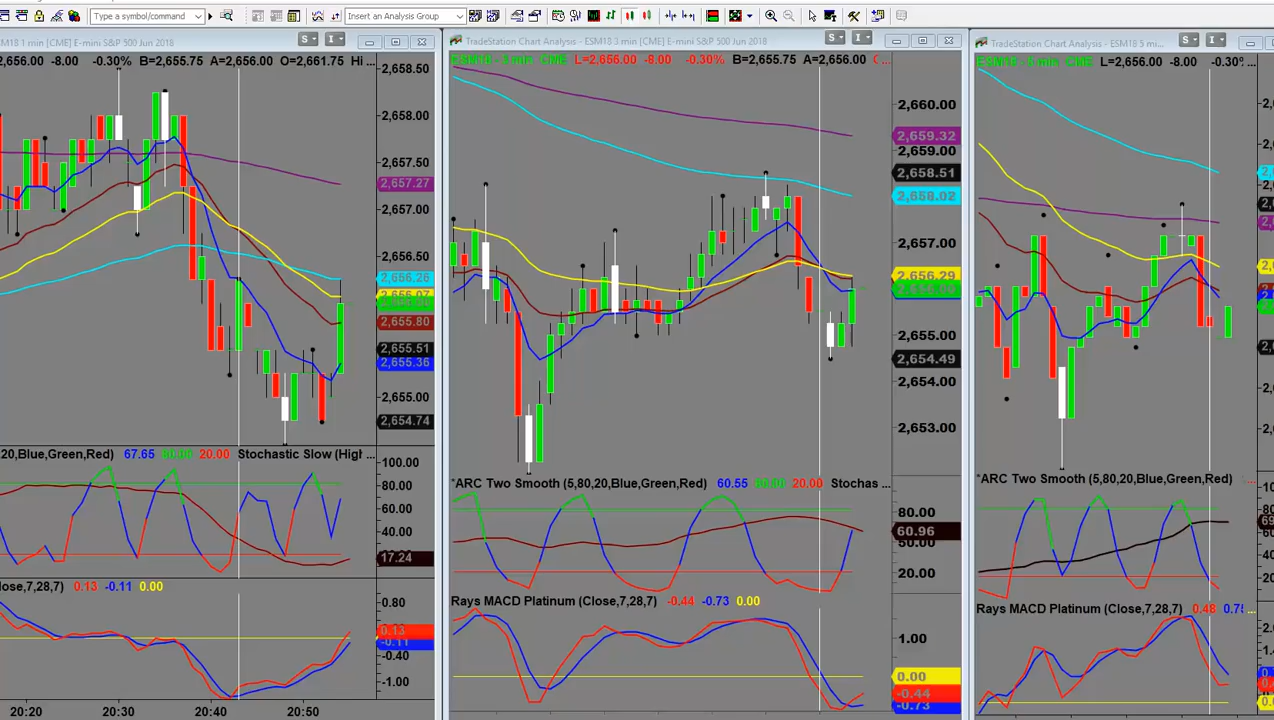 Type a symbol/command
Insert an Analysis Group
SM18 1 min [CME] E-mini S&P 500 Jun 2018
S
I
2,656.00 -8.00 -0.30% B=2,655.75 A=2,656.00 O=2,661.75 Hi ...
2,658.50
2,658.00
2,657.50
2,657.27
2,657.00
2,656.50
2,656.26
2,655.80
2,655.51
2,655.36
2,655.00
2,654.74
20,Blue,Green,Red) 67.65 80.00 20.00 Stochastic Slow (High ...
100.00
80.00
60.00
40.00
17.24
lose,7,28,7) 0.13 -0.11 0.00
0.80
0.13
-0.11
-0.40
-1.00
20:20 20:30 20:40 20:50
TradeStation Chart Analysis - ESM18 3 min [CME] E-mini S&P 500 Jun 2018
S
I
ESM18 - 3 min CME L=2,656.00 -8.00 -0.30% B=2,655.75 A=2,656.00
2,660.00
2,659.32
2,659.00
2,658.51
2,658.02
2,657.00
2,656.29
2,655.00
2,654.49
2,654.00
2,653.00
*ARC Two Smooth (5,80,20,Blue,Green,Red) 60.55 80.00 20.00 Stochas ...
80.00
60.96
20.00
Rays MACD Platinum (Close,7,28,7) -0.44 -0.73 0.00
1.00
0.00
-0.44
-0.73
TradeStation Chart Analysis - ESM18 5 mi...
S
I
ESM18 - 5 min CME L=2,656.00 -8.00 -0.30% ...
*ARC Two Smooth (5,80,20,Blue,Green,Red)
Rays MACD Platinum (Close,7,28,7) 0.48